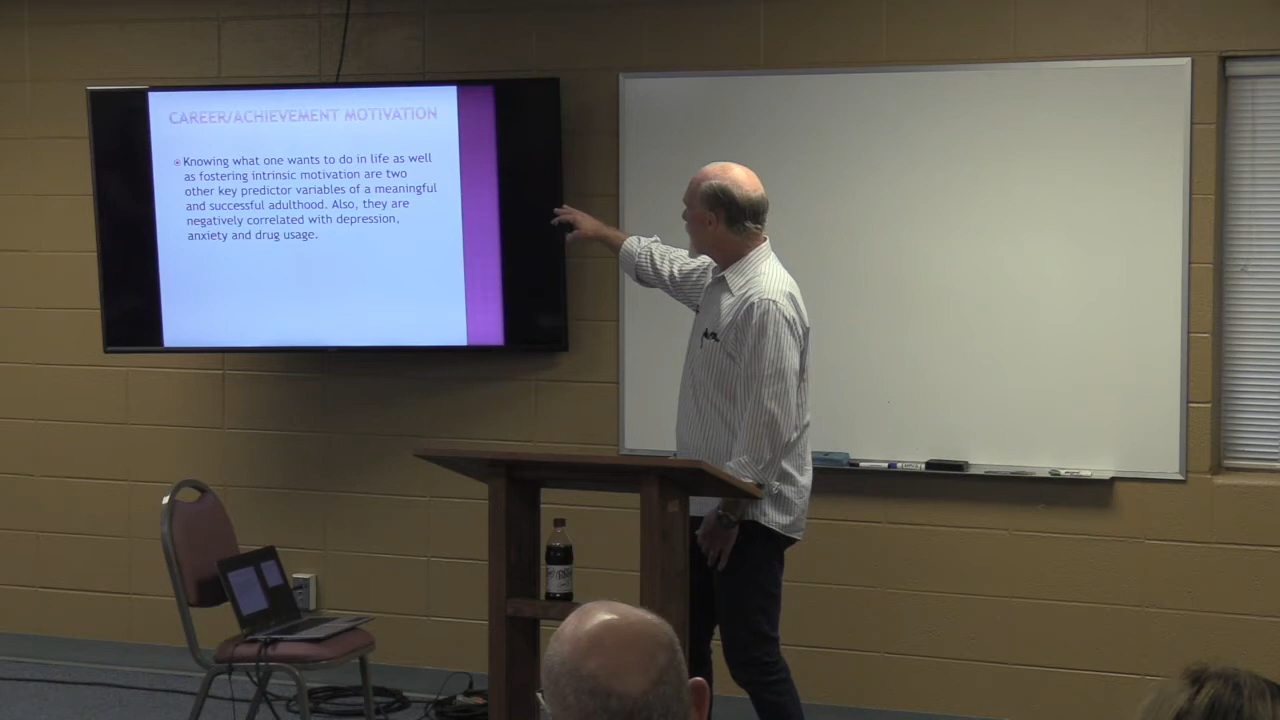 CAREER/ACHIEVEMENT MOTIVATION
Knowing what one wants to do in life as well
as fostering intrinsic motivation are two
other key predictor variables of a meaningful
and successful adulthood. Also, they are
negatively correlated with depression,
anxiety and drug usage.